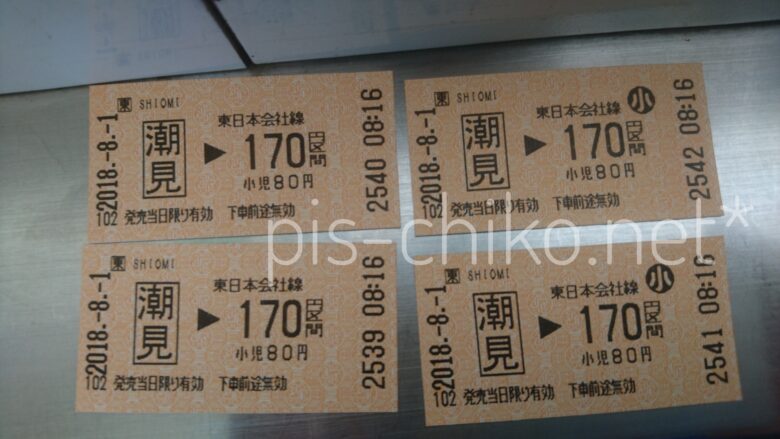 東 SHIOMI
東日本会社線
潮見 ▶ 170円区間
小児80円
2018.-8.-1
102 発売当日限り有効 下車前途無効
2540 08:16
東 SHIOMI 小
東日本会社線
潮見 ▶ 170円区間
小児80円
2018.-8.-1
102 発売当日限り有効 下車前途無効
2542 08:16
東 SHIOMI
東日本会社線
潮見 ▶ 170円区間
小児80円
2018.-8.-1
102 発売当日限り有効 下車前途無効
2539 08:16
東 SHIOMI 小
東日本会社線
潮見 ▶ 170円区間
小児80円
2018.-8.-1
102 発売当日限り有効 下車前途無効
2541 08:16
pis-chiko.net*